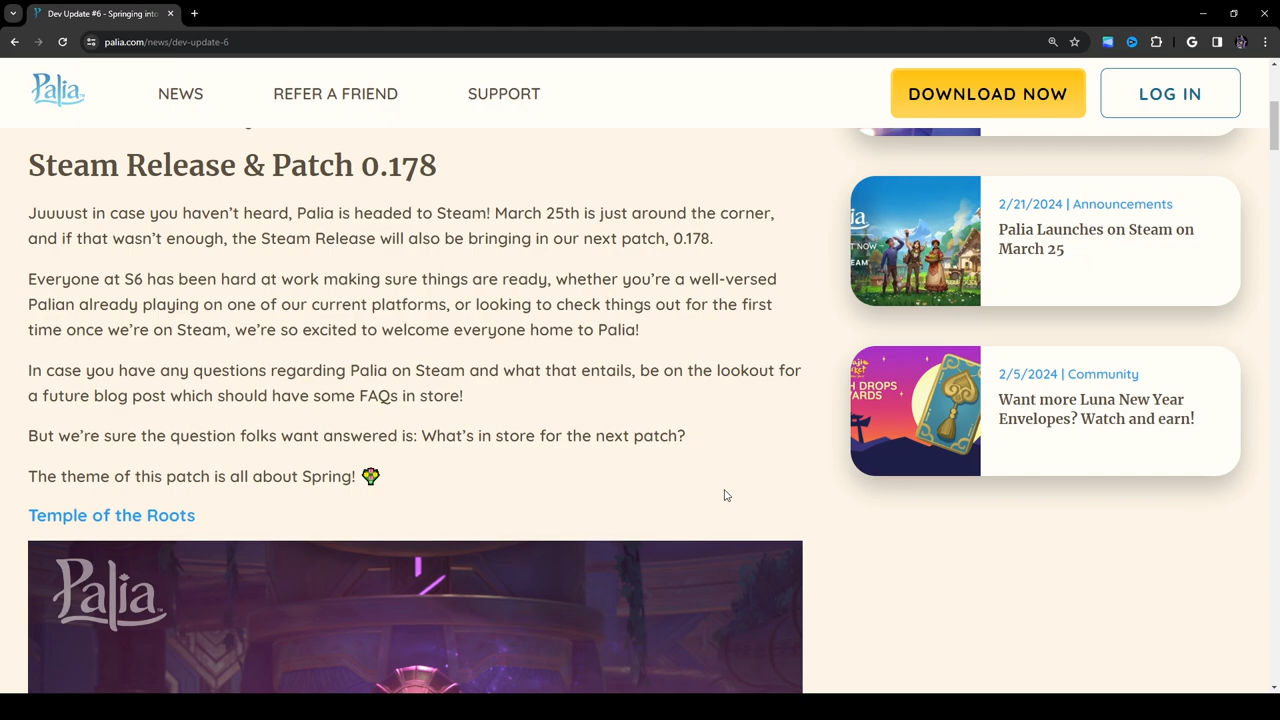 Dev Update #6 - Springing into
palia.com/news/dev-update-6
Palia
NEWS
REFER A FRIEND
SUPPORT
DOWNLOAD NOW
LOG IN
Steam Release & Patch 0.178
Juuuust in case you haven’t heard, Palia is headed to Steam! March 25th is just around the corner,
and if that wasn’t enough, the Steam Release will also be bringing in our next patch, 0.178.
Everyone at S6 has been hard at work making sure things are ready, whether you’re a well-versed
Palian already playing on one of our current platforms, or looking to check things out for the first
time once we’re on Steam, we’re so excited to welcome everyone home to Palia!
In case you have any questions regarding Palia on Steam and what that entails, be on the lookout for
a future blog post which should have some FAQs in store!
But we’re sure the question folks want answered is: What’s in store for the next patch?
The theme of this patch is all about Spring!
Temple of the Roots
Palia
ia
NOW
EAM
2/21/2024 | Announcements
Palia Launches on Steam on
March 25
H DROPS
ARDS
2/5/2024 | Community
Want more Luna New Year
Envelopes? Watch and earn!